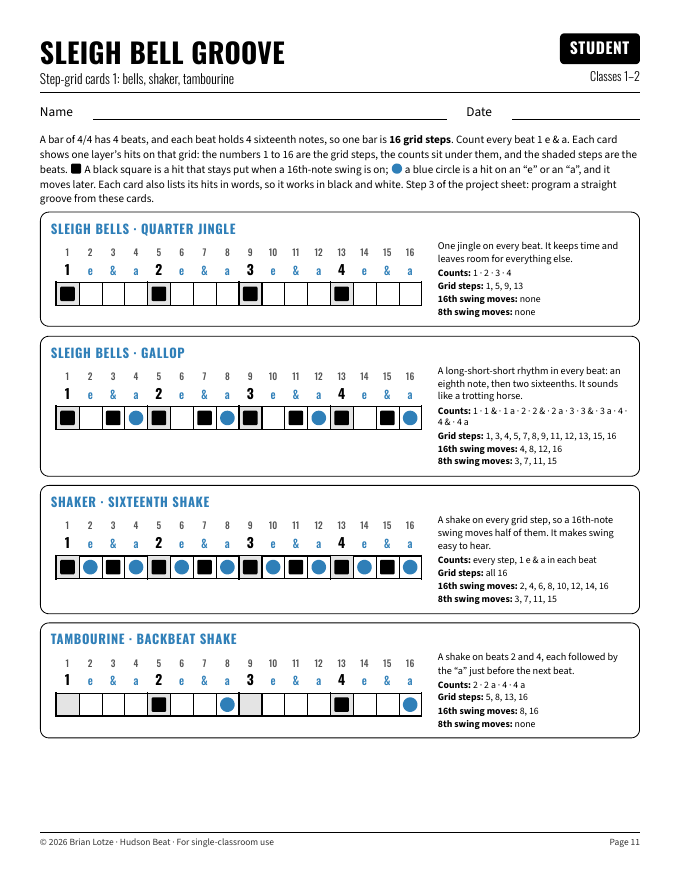 SLEIGH BELL GROOVE
STUDENT
Step-grid cards 1: bells, shaker, tambourine
Classes 1–2
Name
Date
A bar of 4/4 has 4 beats, and each beat holds 4 sixteenth notes, so one bar is 16 grid steps. Count every beat 1 e & a. Each card
shows one layer’s hits on that grid: the numbers 1 to 16 are the grid steps, the counts sit under them, and the shaded steps are the
beats. A black square is a hit that stays put when a 16th-note swing is on; a blue circle is a hit on an “e” or an “a”, and it
moves later. Each card also lists its hits in words, so it works in black and white. Step 3 of the project sheet: program a straight
groove from these cards.
SLEIGH BELLS · QUARTER JINGLE
1 2 3 4 5 6 7 8 9 10 11 12 13 14 15 16
1 e & a 2 e & a 3 e & a 4 e & a
One jingle on every beat. It keeps time and
leaves room for everything else.
Counts: 1 · 2 · 3 · 4
Grid steps: 1, 5, 9, 13
16th swing moves: none
8th swing moves: none
SLEIGH BELLS · GALLOP
1 2 3 4 5 6 7 8 9 10 11 12 13 14 15 16
1 e & a 2 e & a 3 e & a 4 e & a
A long-short-short rhythm in every beat: an
eighth note, then two sixteenths. It sounds
like a trotting horse.
Counts: 1 · 1 & · 1 a · 2 · 2 & · 2 a · 3 · 3 & · 3 a · 4 ·
4 & · 4 a
Grid steps: 1, 3, 4, 5, 7, 8, 9, 11, 12, 13, 15, 16
16th swing moves: 4, 8, 12, 16
8th swing moves: 3, 7, 11, 15
SHAKER · SIXTEENTH SHAKE
1 2 3 4 5 6 7 8 9 10 11 12 13 14 15 16
1 e & a 2 e & a 3 e & a 4 e & a
A shake on every grid step, so a 16th-note
swing moves half of them. It makes swing
easy to hear.
Counts: every step, 1 e & a in each beat
Grid steps: all 16
16th swing moves: 2, 4, 6, 8, 10, 12, 14, 16
8th swing moves: 3, 7, 11, 15
TAMBOURINE · BACKBEAT SHAKE
1 2 3 4 5 6 7 8 9 10 11 12 13 14 15 16
1 e & a 2 e & a 3 e & a 4 e & a
A shake on beats 2 and 4, each followed by
the “a” just before the next beat.
Counts: 2 · 2 a · 4 · 4 a
Grid steps: 5, 8, 13, 16
16th swing moves: 8, 16
8th swing moves: none
© 2026 Brian Lotze · Hudson Beat · For single-classroom use
Page 11